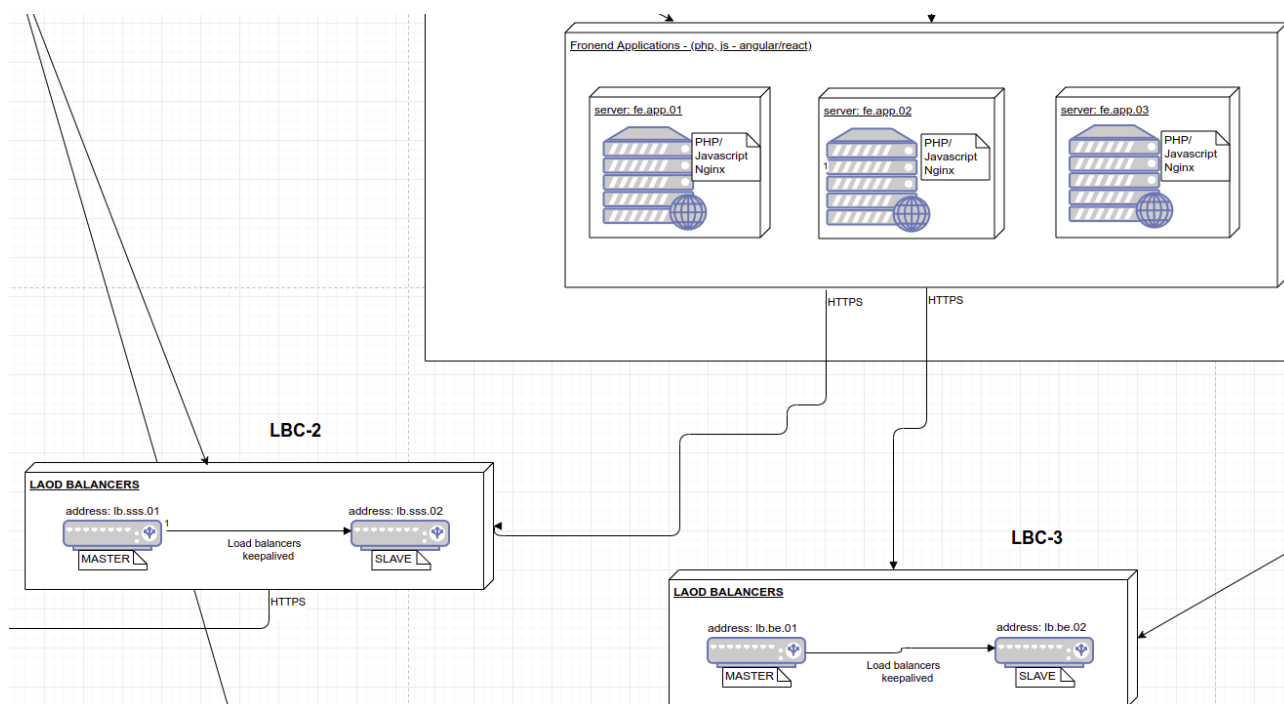 Fronend Applications - (php, js - angular/react)
server: fe.app.01
PHP/
Javascript
Nginx
server: fe.app.02
1
PHP/
Javascript
Nginx
server: fe.app.03
PHP/
Javascript
Nginx
HTTPS
HTTPS
LBC-2
LAOD BALANCERS
address: lb.sss.01
1
MASTER
Load balancers
keepalived
address: lb.sss.02
SLAVE
HTTPS
LBC-3
LAOD BALANCERS
address: lb.be.01
MASTER
Load balancers
keepalived
address: lb.be.02
SLAVE